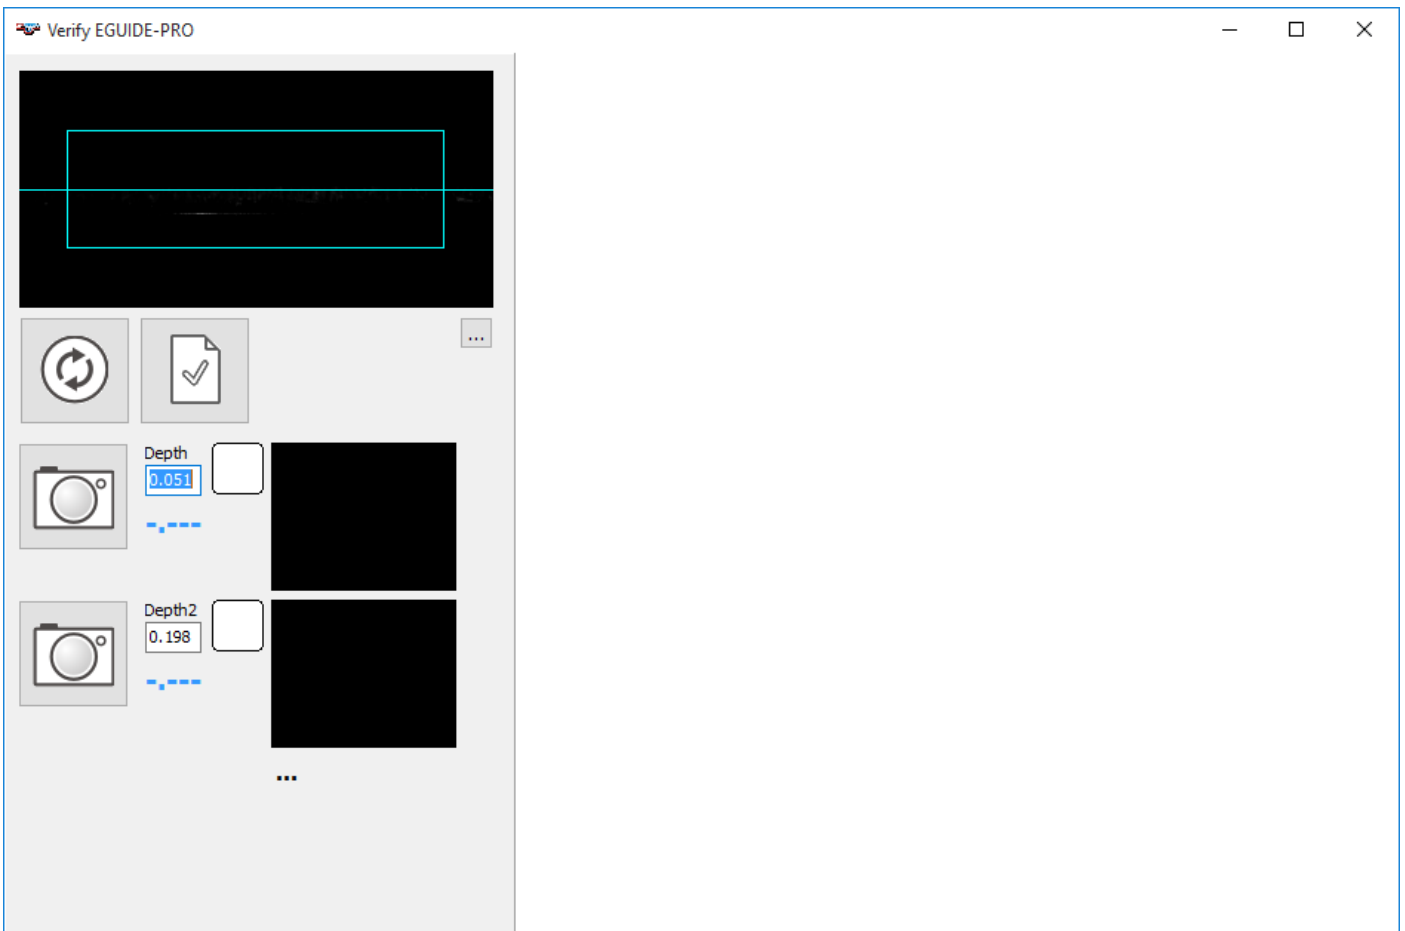 Verify EGUIDE-PRO
...
Depth
0.051
-.---
Depth2
0.198
-.---
...